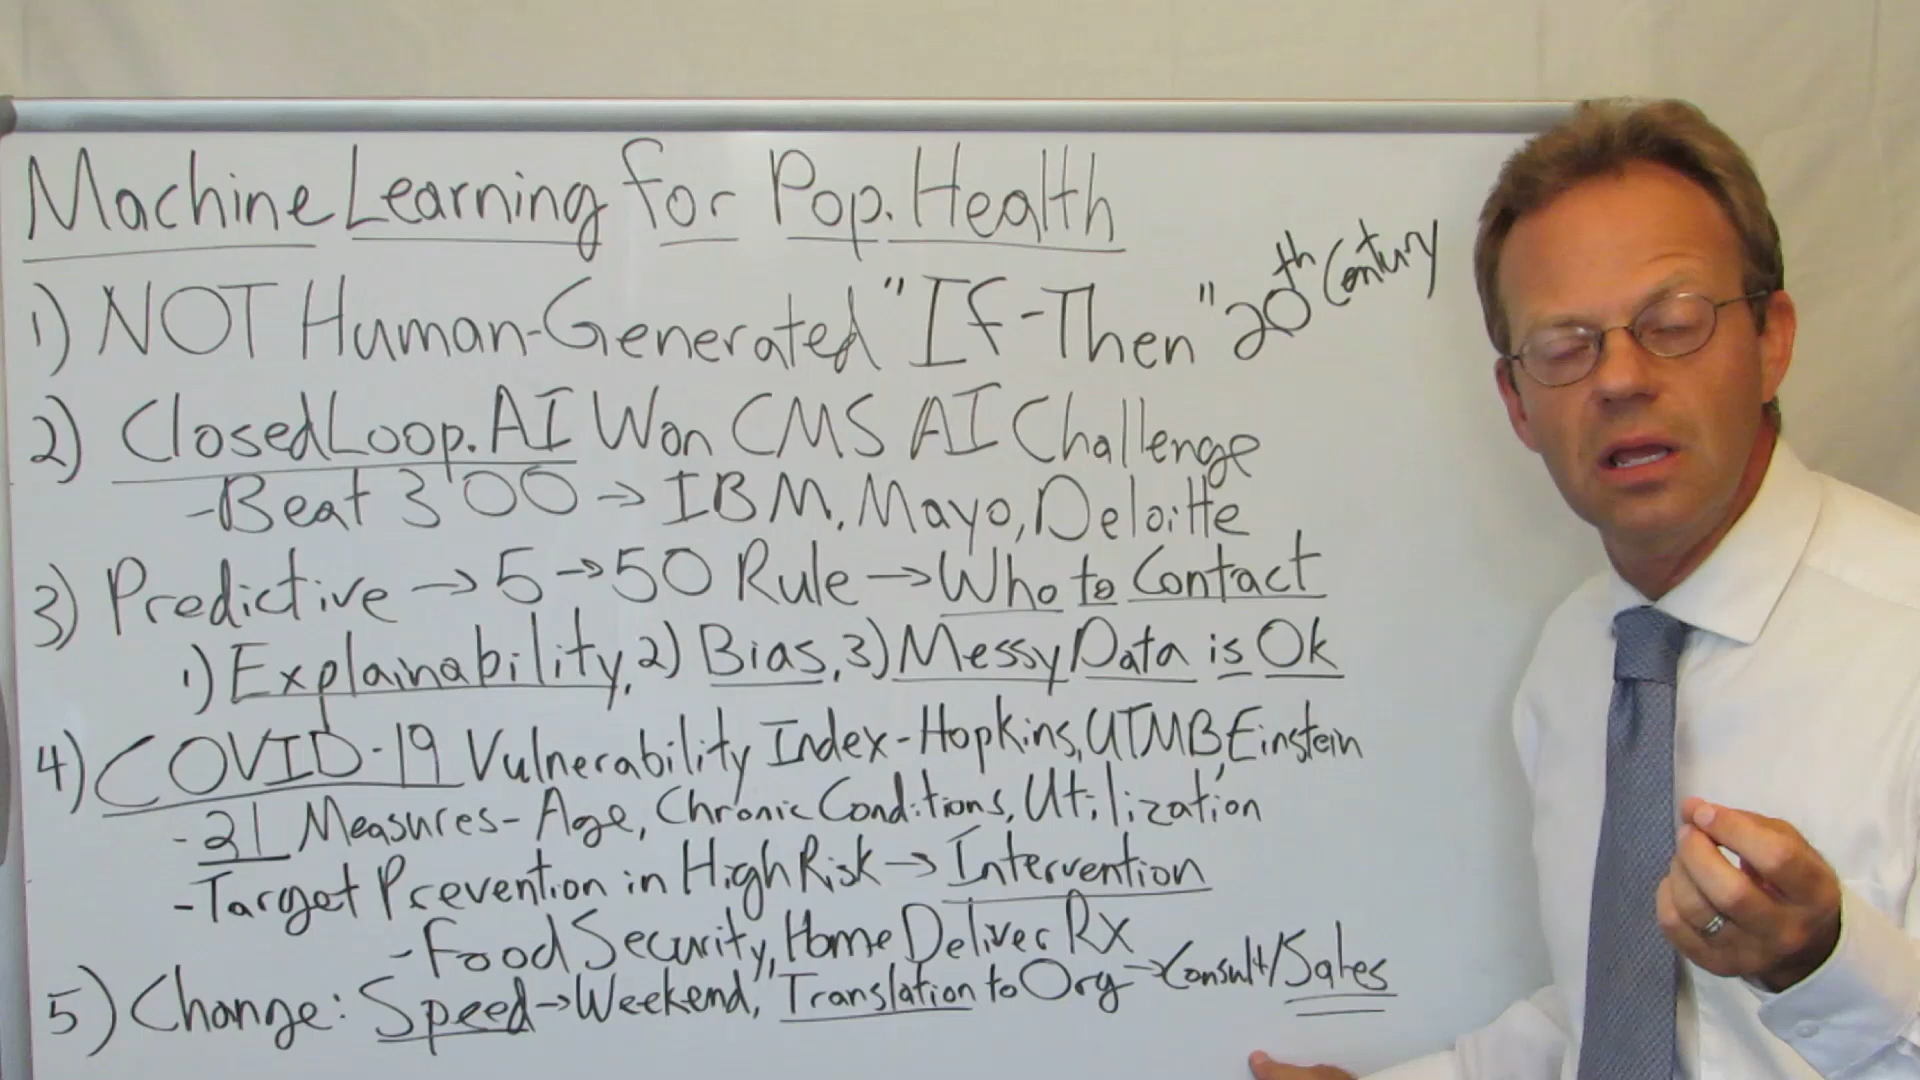 Machine Learning for Pop. Health
1) NOT Human-Generated "If-Then" 20th Century
2) ClosedLoop.AI Won CMS AI Challenge
-Beat 300 → IBM, Mayo, Deloitte
3) Predictive → 5→50 Rule → Who to Contact
1) Explainability, 2) Bias, 3) Messy Data is Ok
4) COVID-19 Vulnerability Index - Hopkins, UTMB, Einstein
-21 Measures - Age, Chronic Conditions, Utilization
-Target Prevention in High Risk → Intervention
-Food Security, Home Deliver Rx
5) Change: Speed → Weekend, Translation to Org → Consult/Sales